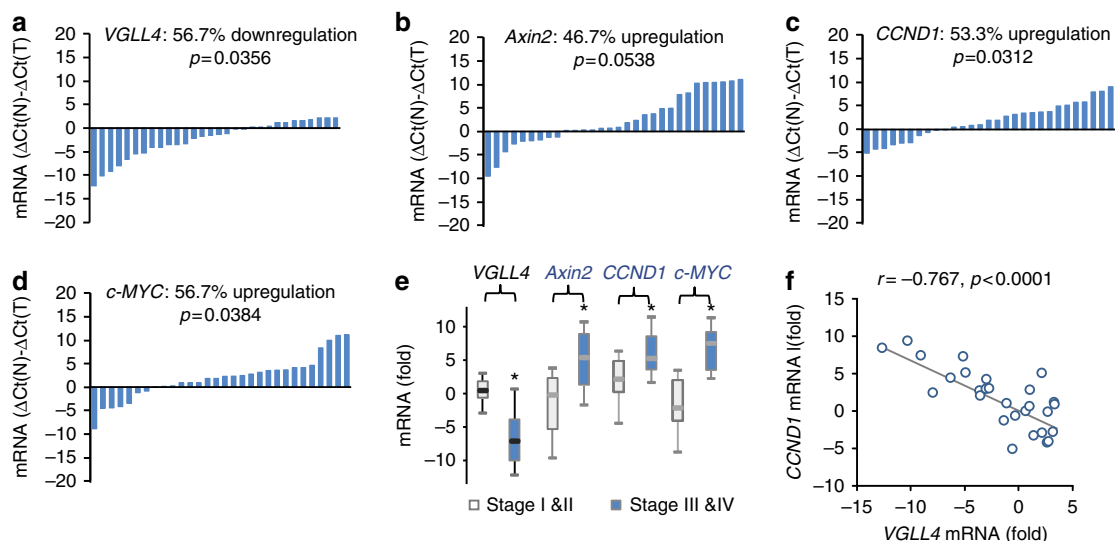 a
VGLL4: 56.7% downregulation
p=0.0356
mRNA (ΔCt(N)-ΔCt(T)
20
15
10
5
0
−5
−10
−15
−20
b
Axin2: 46.7% upregulation
p=0.0538
mRNA (ΔCt(N)-ΔCt(T)
20
15
10
5
0
−5
−10
−15
−20
c
CCND1: 53.3% upregulation
p=0.0312
mRNA (ΔCt(N)-ΔCt(T)
20
15
10
5
0
−5
−10
−15
−20
d
c-MYC: 56.7% upregulation
p=0.0384
mRNA (ΔCt(N)-ΔCt(T)
20
15
10
5
0
−5
−10
−15
−20
e
VGLL4 Axin2 CCND1 c-MYC
* * * *
mRNA (fold)
10
5
0
−5
−10
Stage I &II Stage III &IV
f
r= −0.767, p<0.0001
CCND1 mRNA (fold)
15
10
5
0
−5
−10
−15 −10 −5 0 5
VGLL4 mRNA (fold)